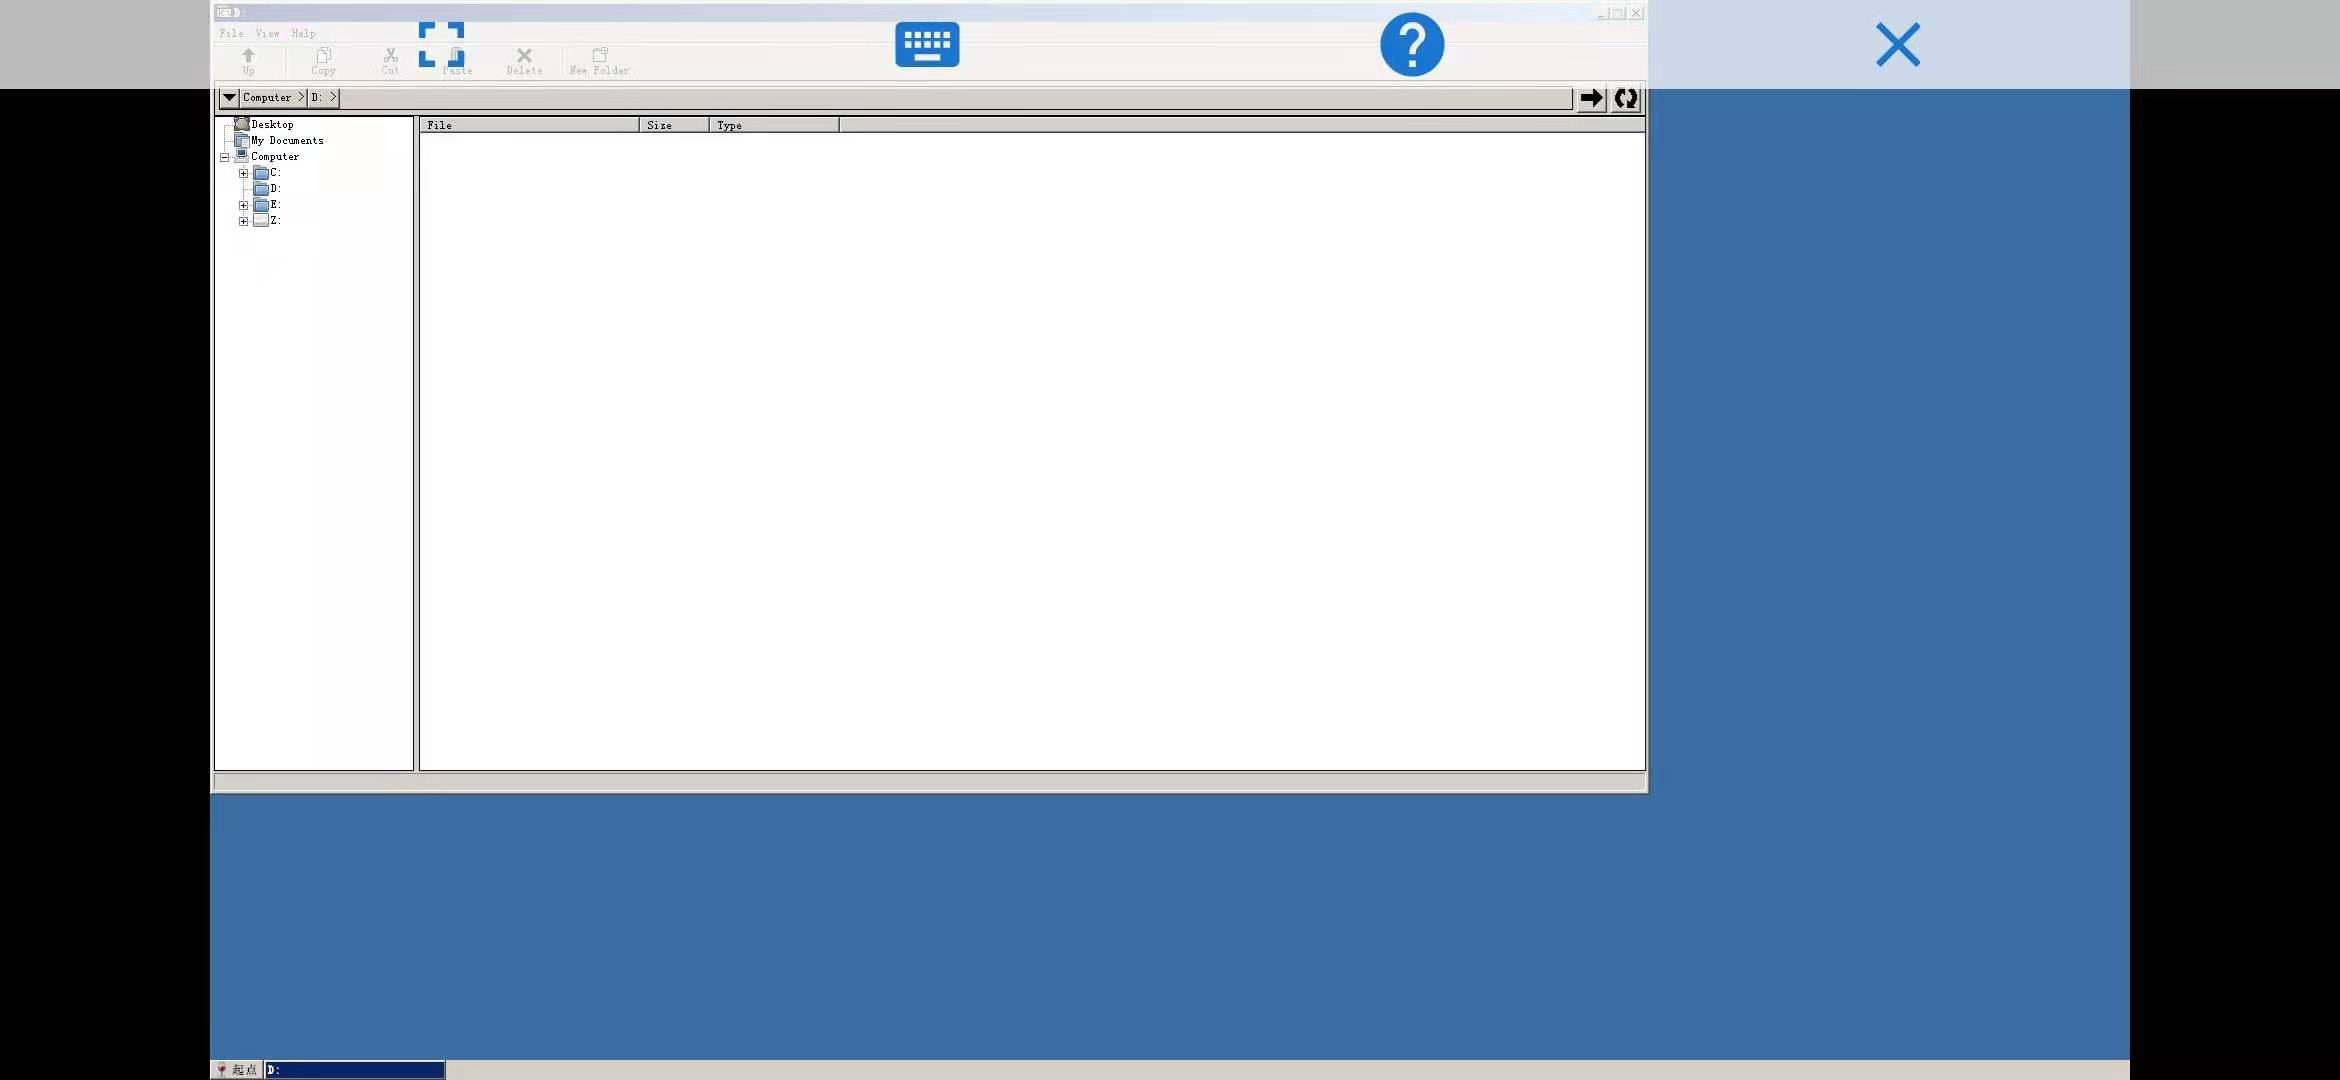 D:
File View Help
Up Copy Cut Paste Delete New Folder
Computer > D: >
Desktop
My Documents
Computer
C:
D:
E:
Z:
File Size Type
起点 D: